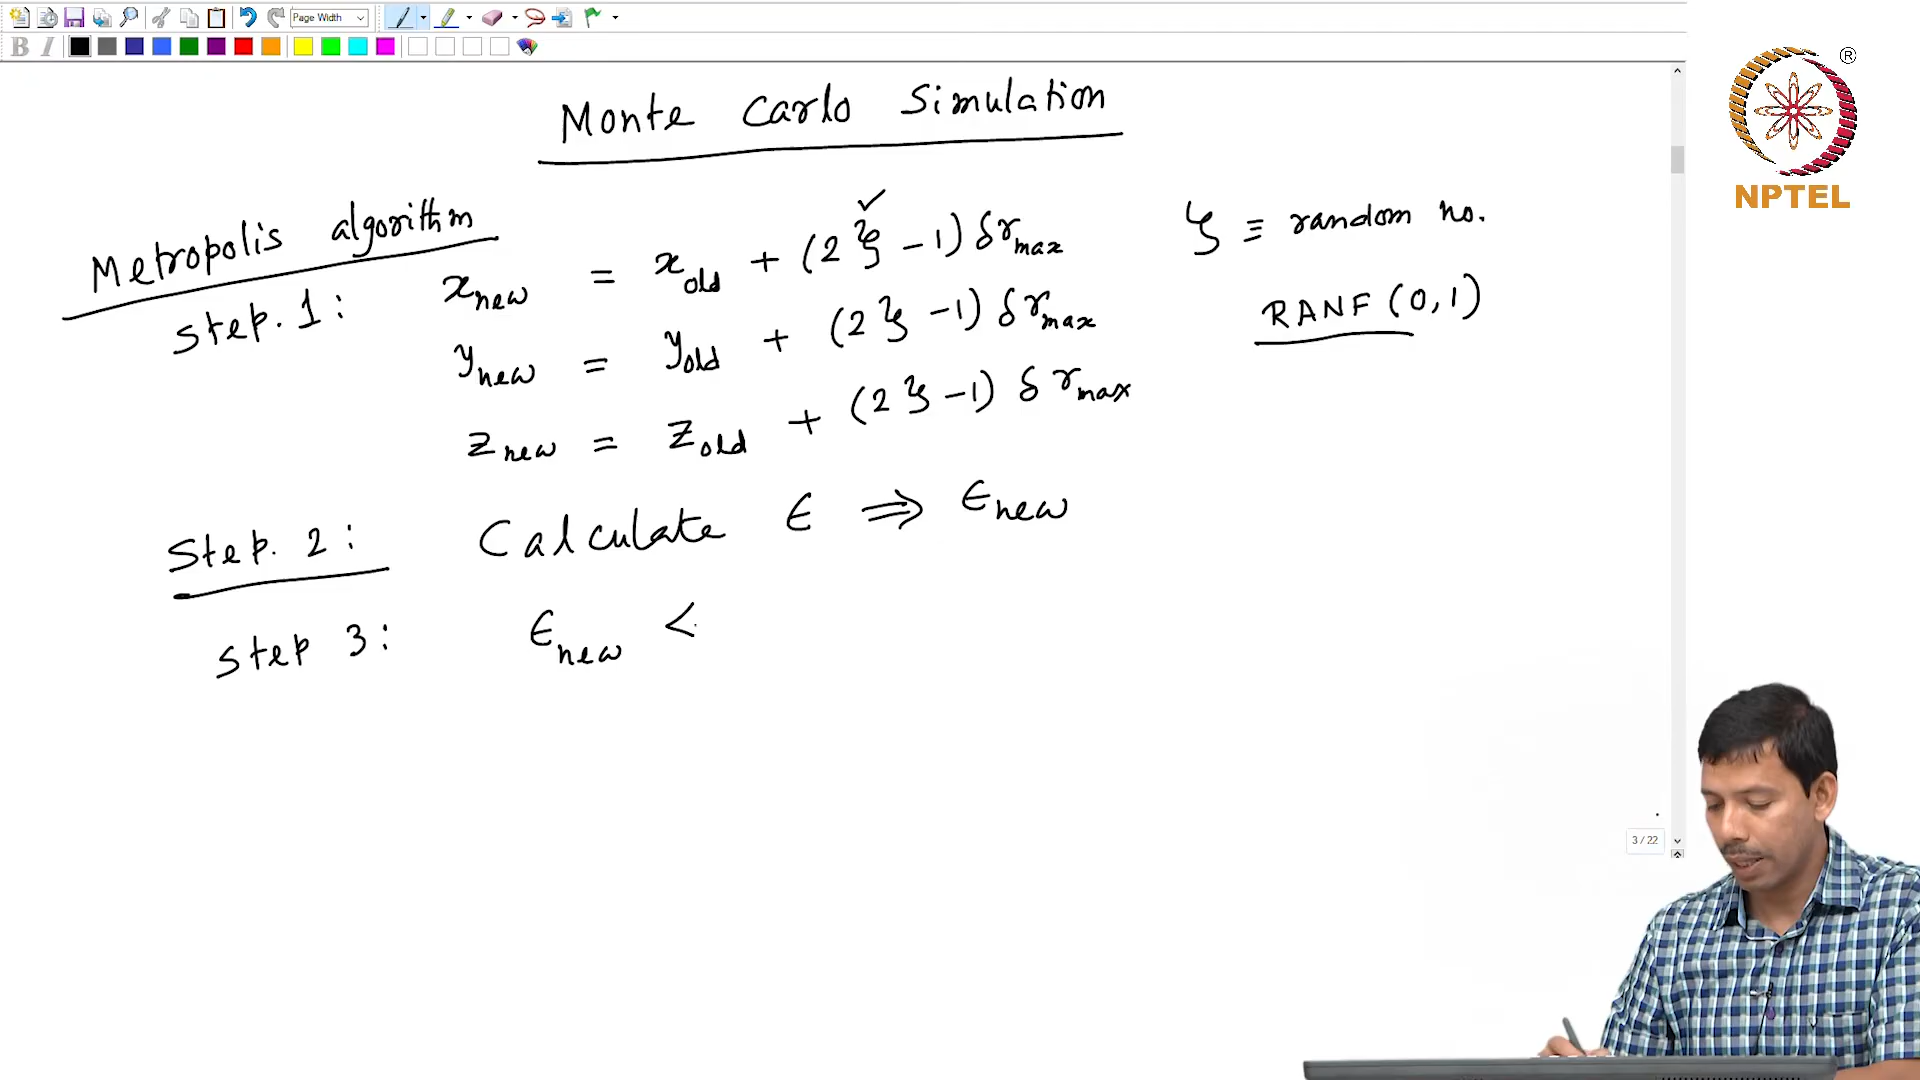 Page Width
B I
Monte Carlo Simulation
Metropolis algorithm
Step. 1: x_new = x_old + (2ξ - 1) δr_max
y_new = y_old + (2ξ - 1) δr_max
z_new = z_old + (2ξ - 1) δr_max
ξ ≡ random no.
RANF (0,1)
Step. 2: Calculate ε ⇒ ε_new
Step 3: ε_new <
3 / 22
®
NPTEL